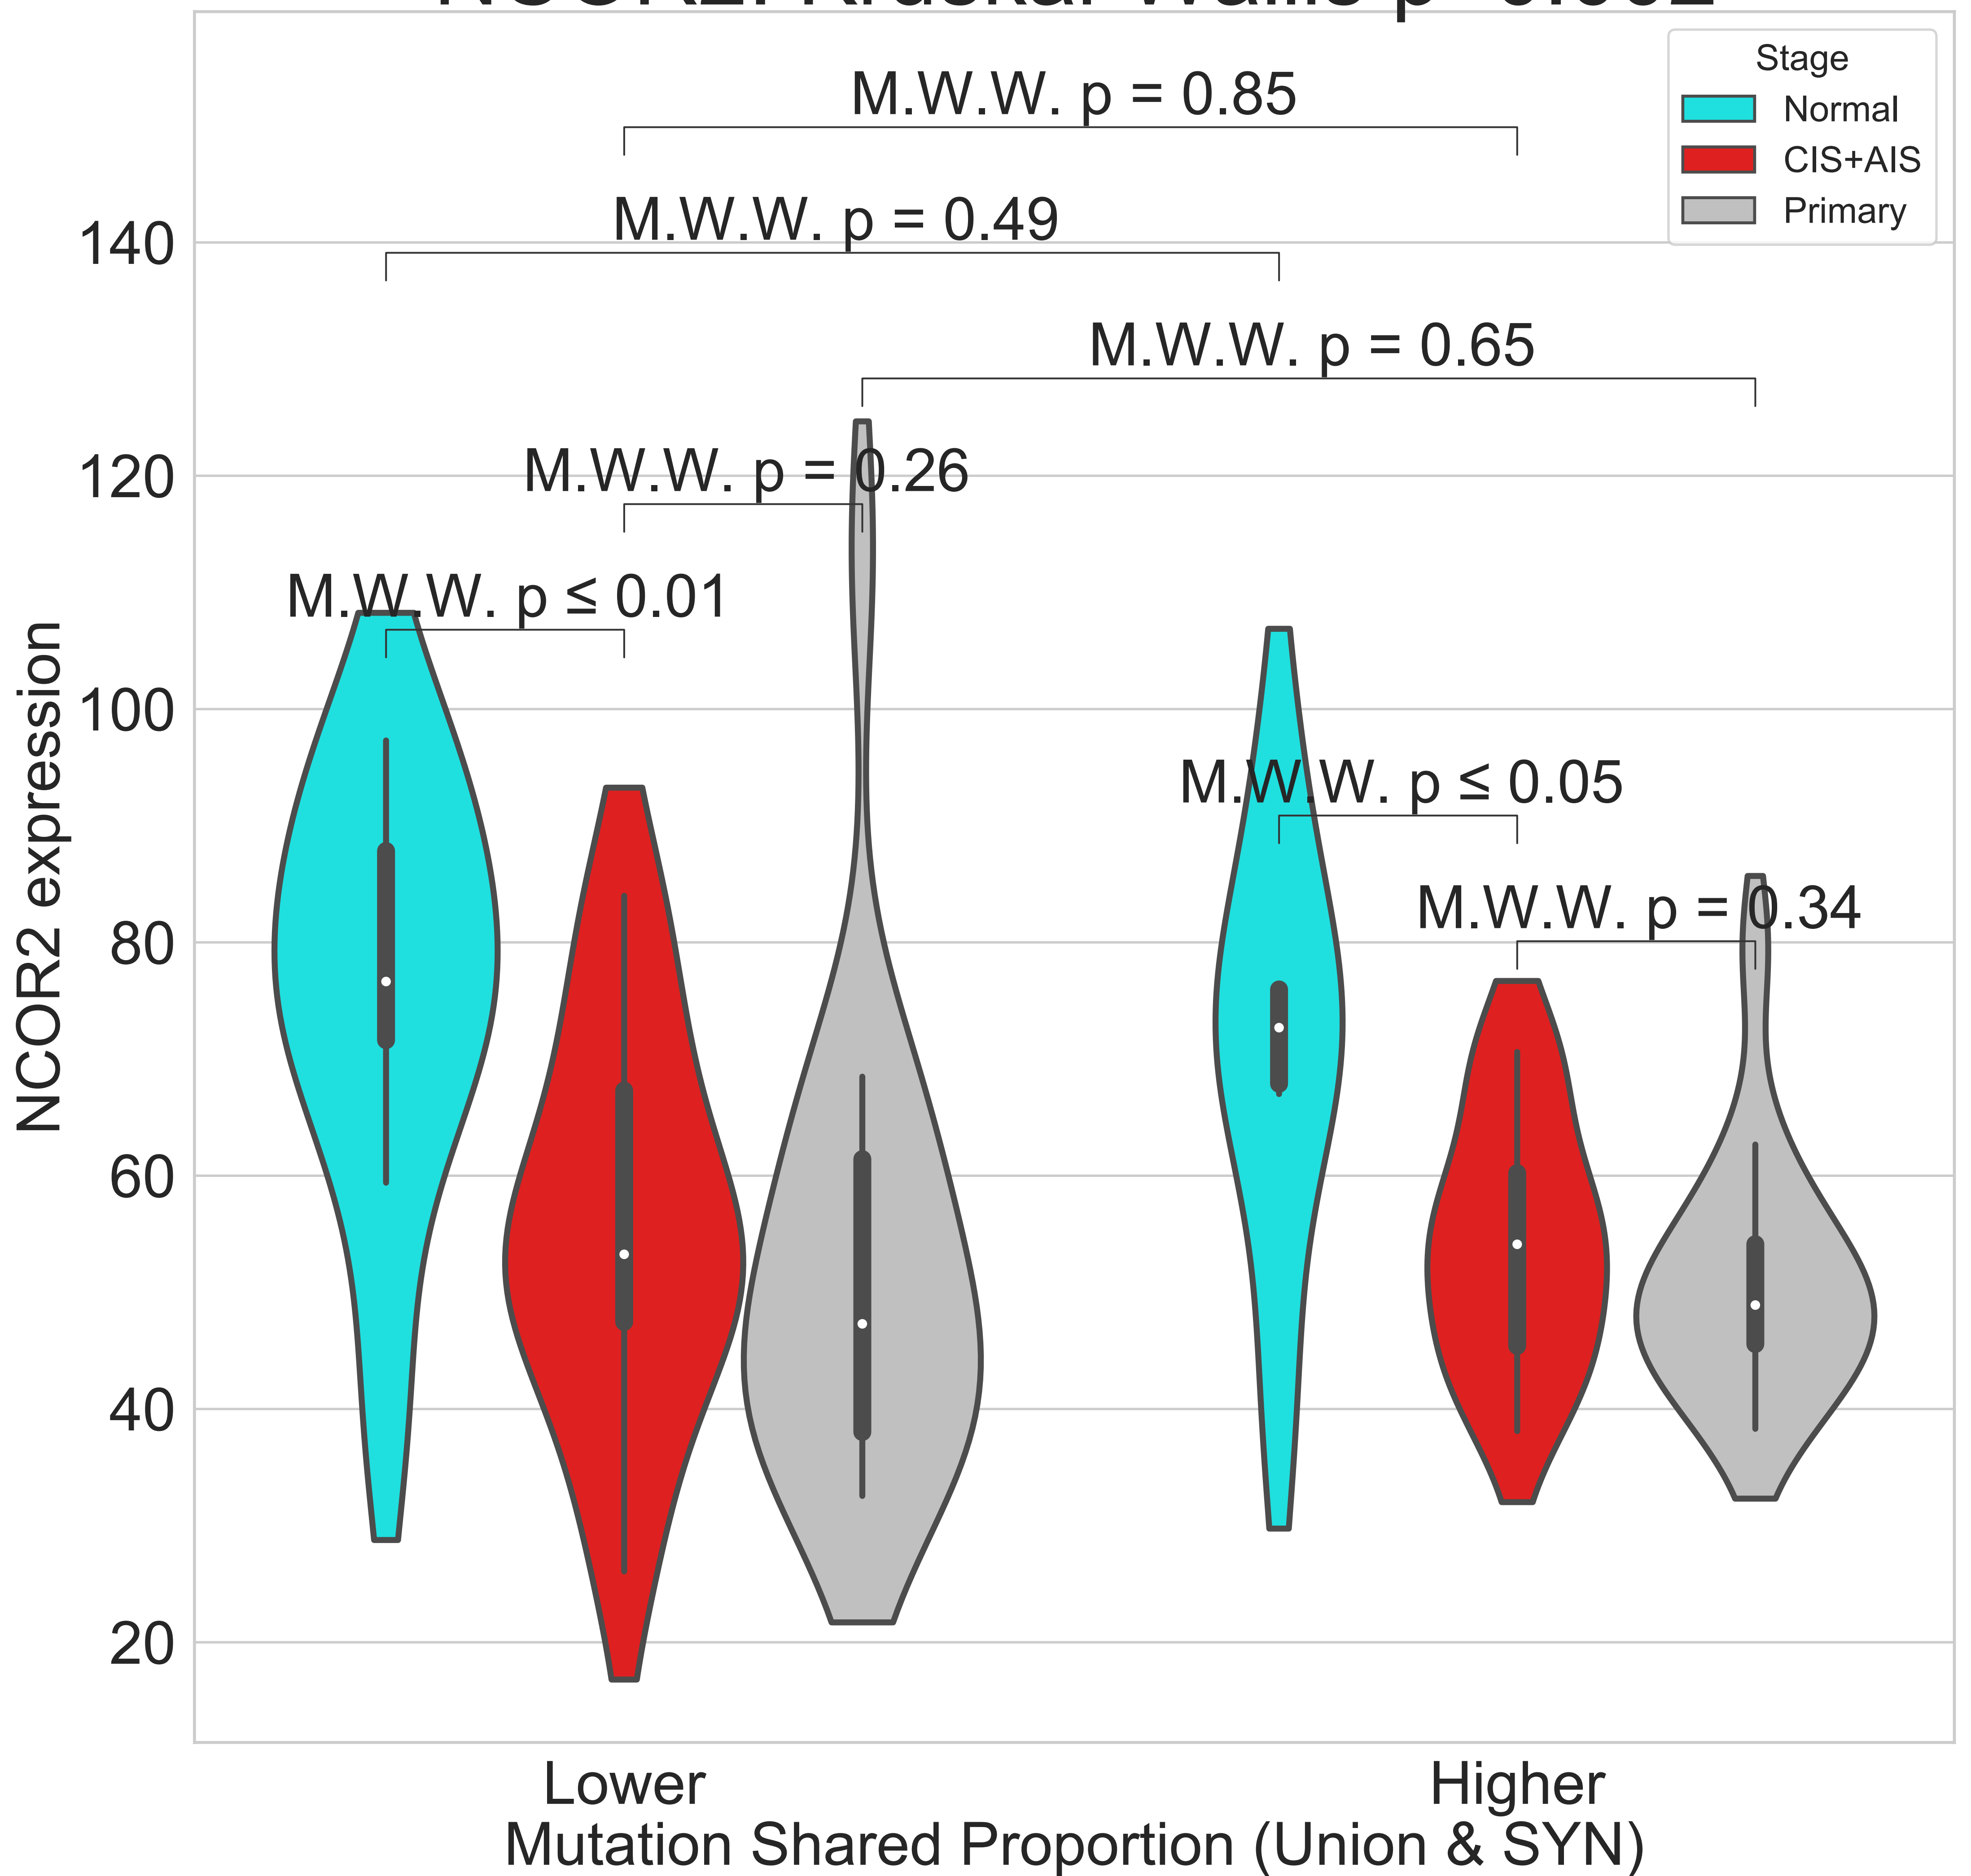 Stage
Normal
CIS+AIS
Primary
M.W.W. p = 0.85
M.W.W. p = 0.49
M.W.W. p = 0.65
M.W.W. p = 0.26
M.W.W. p ≤ 0.01
M.W.W. p ≤ 0.05
M.W.W. p = 0.34
140
120
100
80
60
40
20
NCOR2 expression
Lower
Higher
Mutation Shared Proportion (Union & SYN)